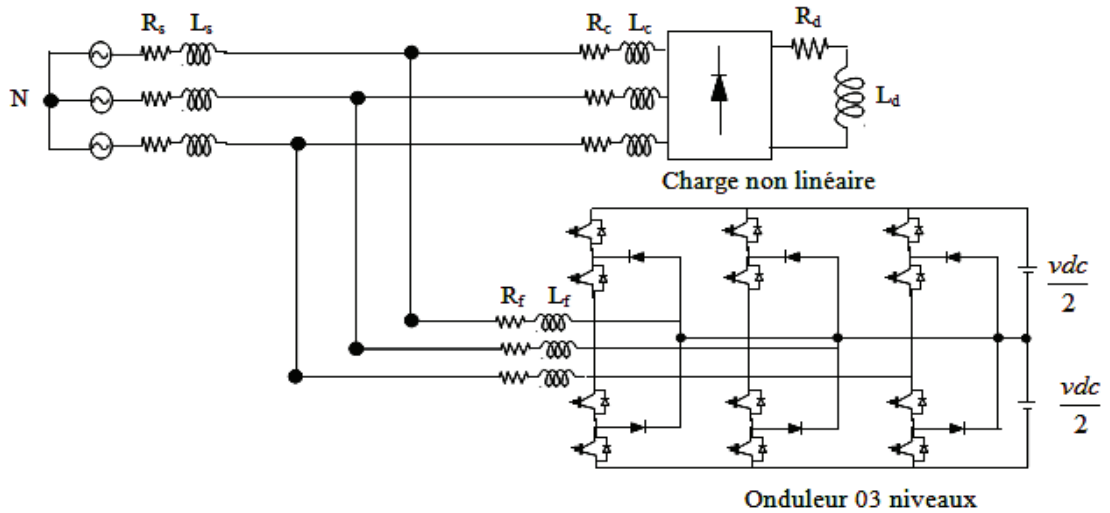 Rs Ls
Rc Lc
Rd
N
Ld
Charge non linéaire
Rf Lf
vdc
2
vdc
2
Onduleur 03 niveaux